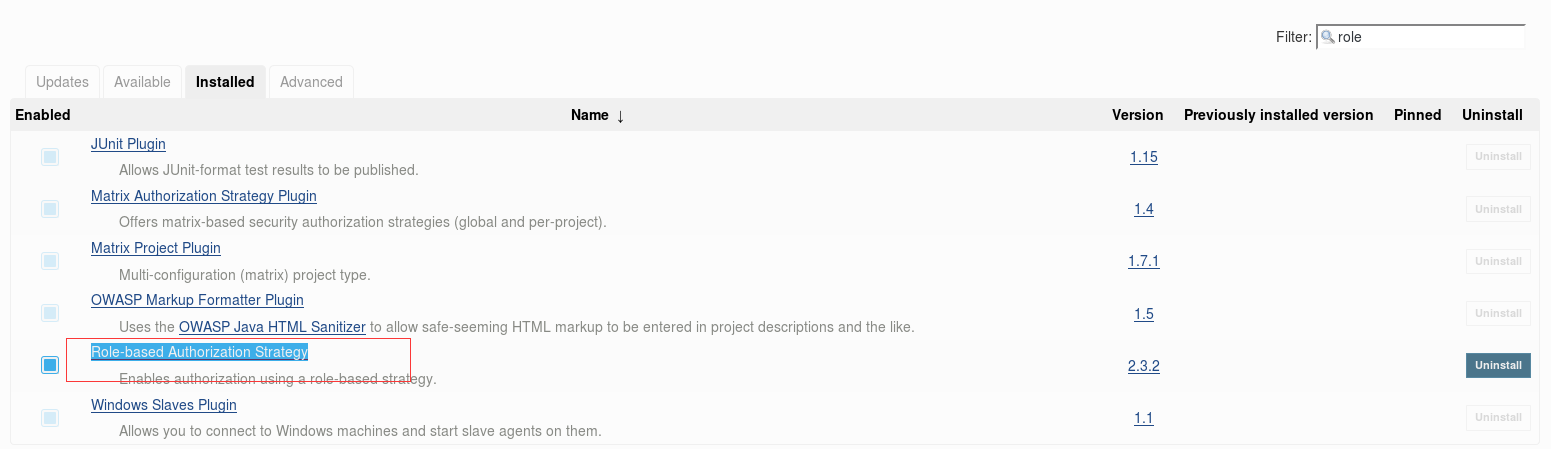 Filter: role
Updates Available Installed Advanced
Enabled Name ↓ Version Previously installed version Pinned Uninstall
JUnit Plugin
Allows JUnit-format test results to be published.
1.15 Uninstall
Matrix Authorization Strategy Plugin
Offers matrix-based security authorization strategies (global and per-project).
1.4 Uninstall
Matrix Project Plugin
Multi-configuration (matrix) project type.
1.7.1 Uninstall
OWASP Markup Formatter Plugin
Uses the OWASP Java HTML Sanitizer to allow safe-seeming HTML markup to be entered in project descriptions and the like.
1.5 Uninstall
Role-based Authorization Strategy
Enables authorization using a role-based strategy.
2.3.2 Uninstall
Windows Slaves Plugin
Allows you to connect to Windows machines and start slave agents on them.
1.1 Uninstall